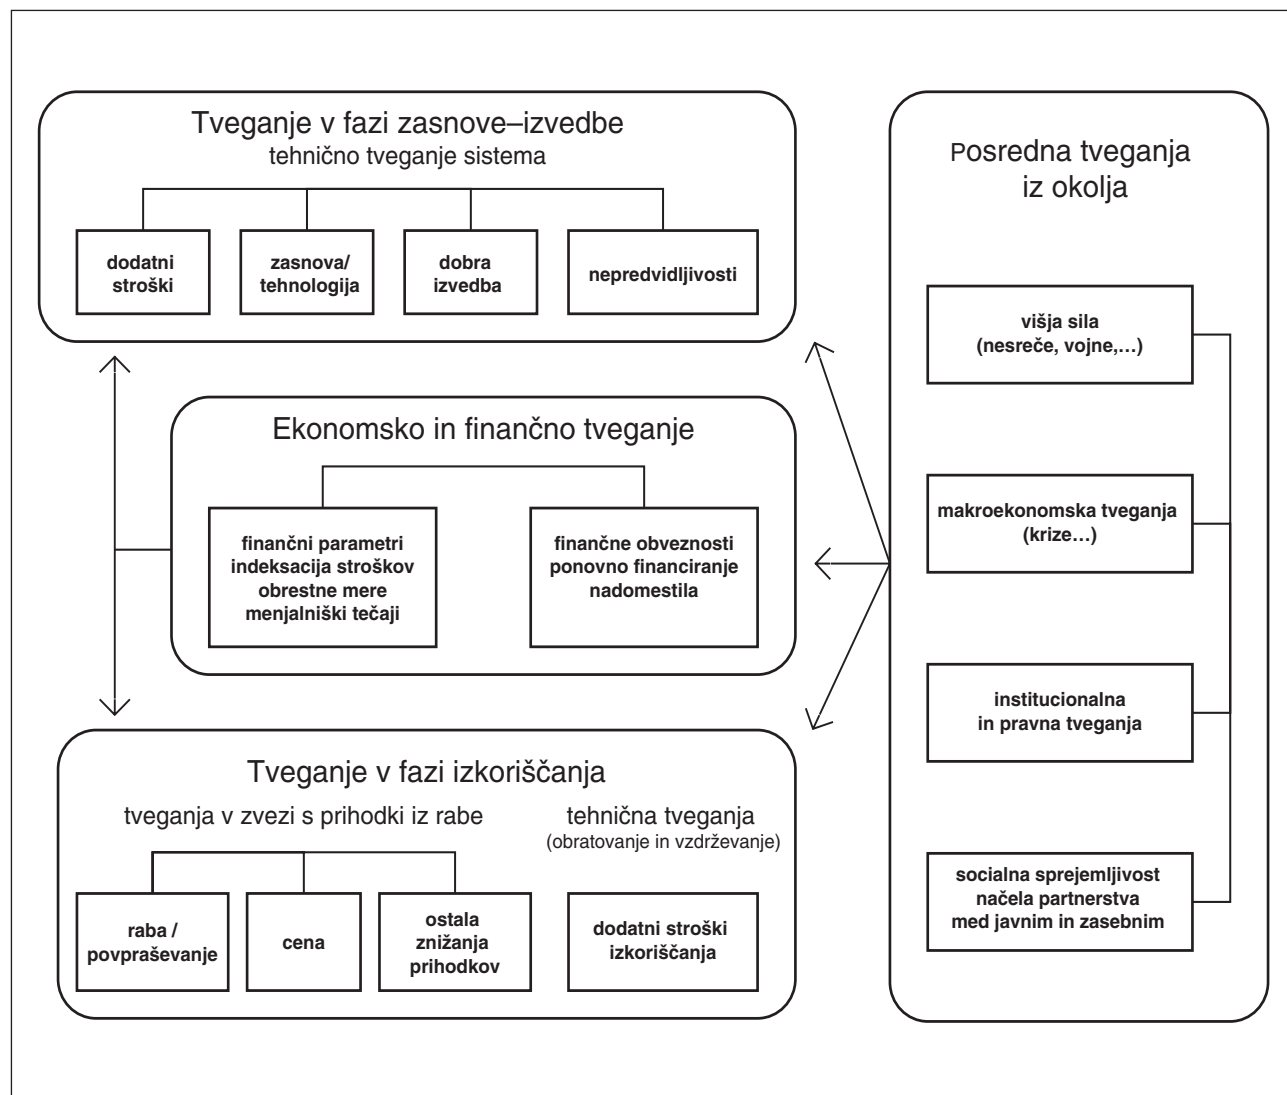 Tveganje v fazi zasnove–izvedbe
tehnično tveganje sistema
dodatni
stroški
zasnova/
tehnologija
dobra
izvedba
nepredvidljivosti
Ekonomsko in finančno tveganje
finančni parametri
indeksacija stroškov
obrestne mere
menjalniški tečaji
finančne obveznosti
ponovno financiranje
nadomestila
Tveganje v fazi izkoriščanja
tveganja v zvezi s prihodki iz rabe
raba /
povpraševanje
cena
ostala
znižanja
prihodkov
tehnična tveganja
(obratovanje in vzdrževanje)
dodatni stroški
izkoriščanja
Posredna tveganja
iz okolja
višja sila
(nesreče, vojne,…)
makroekonomska tveganja
(krize…)
institucionalna
in pravna tveganja
socialna sprejemljivost
načela partnerstva
med javnim in zasebnim